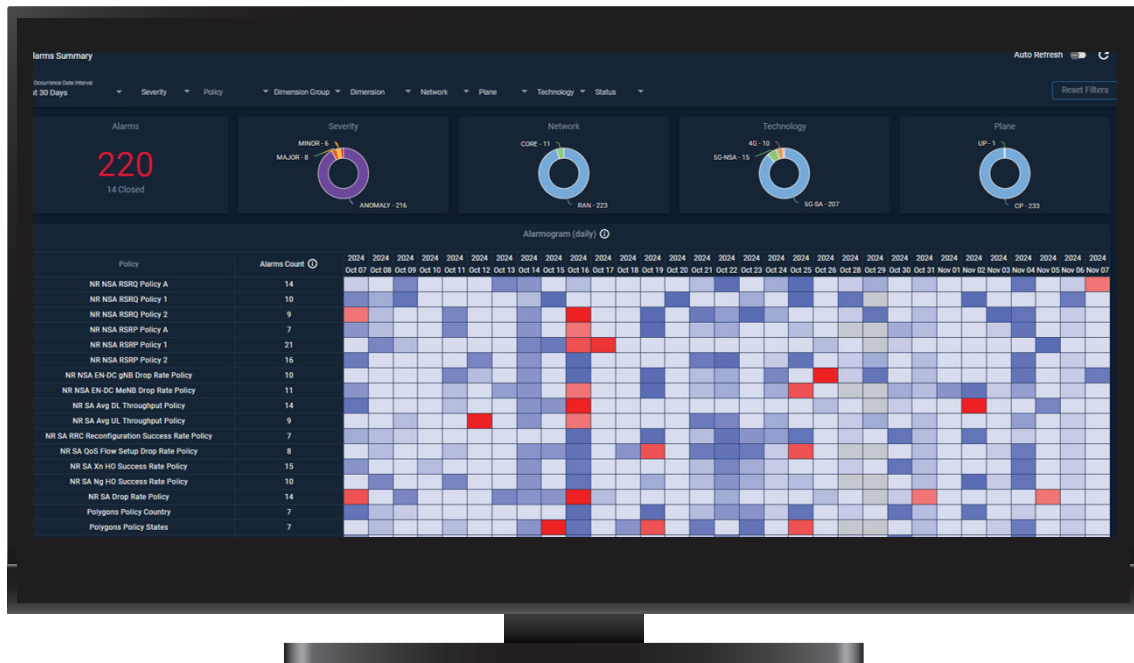 larms Summary
Auto Refresh
Occurrence Date Interval
st 30 Days Severity Policy Dimension Group Dimension Network Plane Technology Status
Reset Filters
Alarms
220
14 Closed
Severity
MINOR - 6
MAJOR - 8
ANOMALY - 216
Network
CORE - 11
RAN - 223
Technology
4G - 10
5G-NSA - 15
5G-SA - 207
Plane
UP - 1
CP - 233
Alarmogram (daily)
Policy Alarms Count
2024 2024 2024 2024 2024 2024 2024 2024 2024 2024 2024 2024 2024 2024 2024 2024 2024 2024 2024 2024 2024 2024 2024 2024 2024 2024 2024 2024 2024 2024 2024
Oct 07 Oct 08 Oct 09 Oct 10 Oct 11 Oct 12 Oct 13 Oct 14 Oct 15 Oct 16 Oct 17 Oct 18 Oct 19 Oct 20 Oct 21 Oct 22 Oct 23 Oct 24 Oct 25 Oct 26 Oct 28 Oct 29 Oct 30 Oct 31 Nov 01 Nov 02 Nov 03 Nov 04 Nov 05 Nov 06 Nov 07
NR NSA RSRQ Policy A 14
NR NSA RSRQ Policy 1 10
NR NSA RSRQ Policy 2 9
NR NSA RSRP Policy A 7
NR NSA RSRP Policy 1 21
NR NSA RSRP Policy 2 16
NR NSA EN-DC gNB Drop Rate Policy 10
NR NSA EN-DC MeNB Drop Rate Policy 11
NR SA Avg DL Throughput Policy 14
NR SA Avg UL Throughput Policy 9
NR SA RRC Reconfiguration Success Rate Policy 7
NR SA QoS Flow Setup Drop Rate Policy 8
NR SA Xn HO Success Rate Policy 15
NR SA Ng HO Success Rate Policy 10
NR SA Drop Rate Policy 14
Polygons Policy Country 7
Polygons Policy States 7